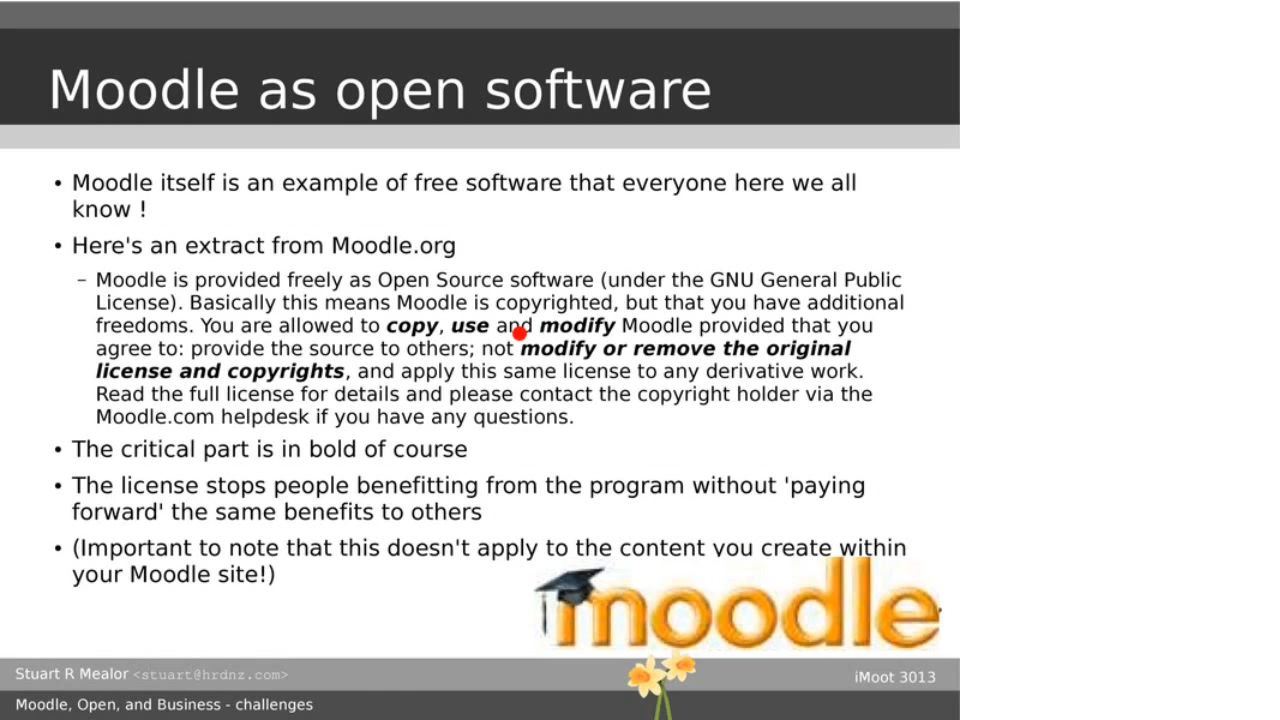 Moodle as open software
• Moodle itself is an example of free software that everyone here we all
know !
• Here's an extract from Moodle.org
– Moodle is provided freely as Open Source software (under the GNU General Public
License). Basically this means Moodle is copyrighted, but that you have additional
freedoms. You are allowed to copy, use and modify Moodle provided that you
agree to: provide the source to others; not modify or remove the original
license and copyrights, and apply this same license to any derivative work.
Read the full license for details and please contact the copyright holder via the
Moodle.com helpdesk if you have any questions.
• The critical part is in bold of course
• The license stops people benefitting from the program without 'paying
forward' the same benefits to others
• (Important to note that this doesn't apply to the content you create within
your Moodle site!)
moodle
Stuart R Mealor <stuart@hrdnz.com>
iMoot 3013
Moodle, Open, and Business - challenges